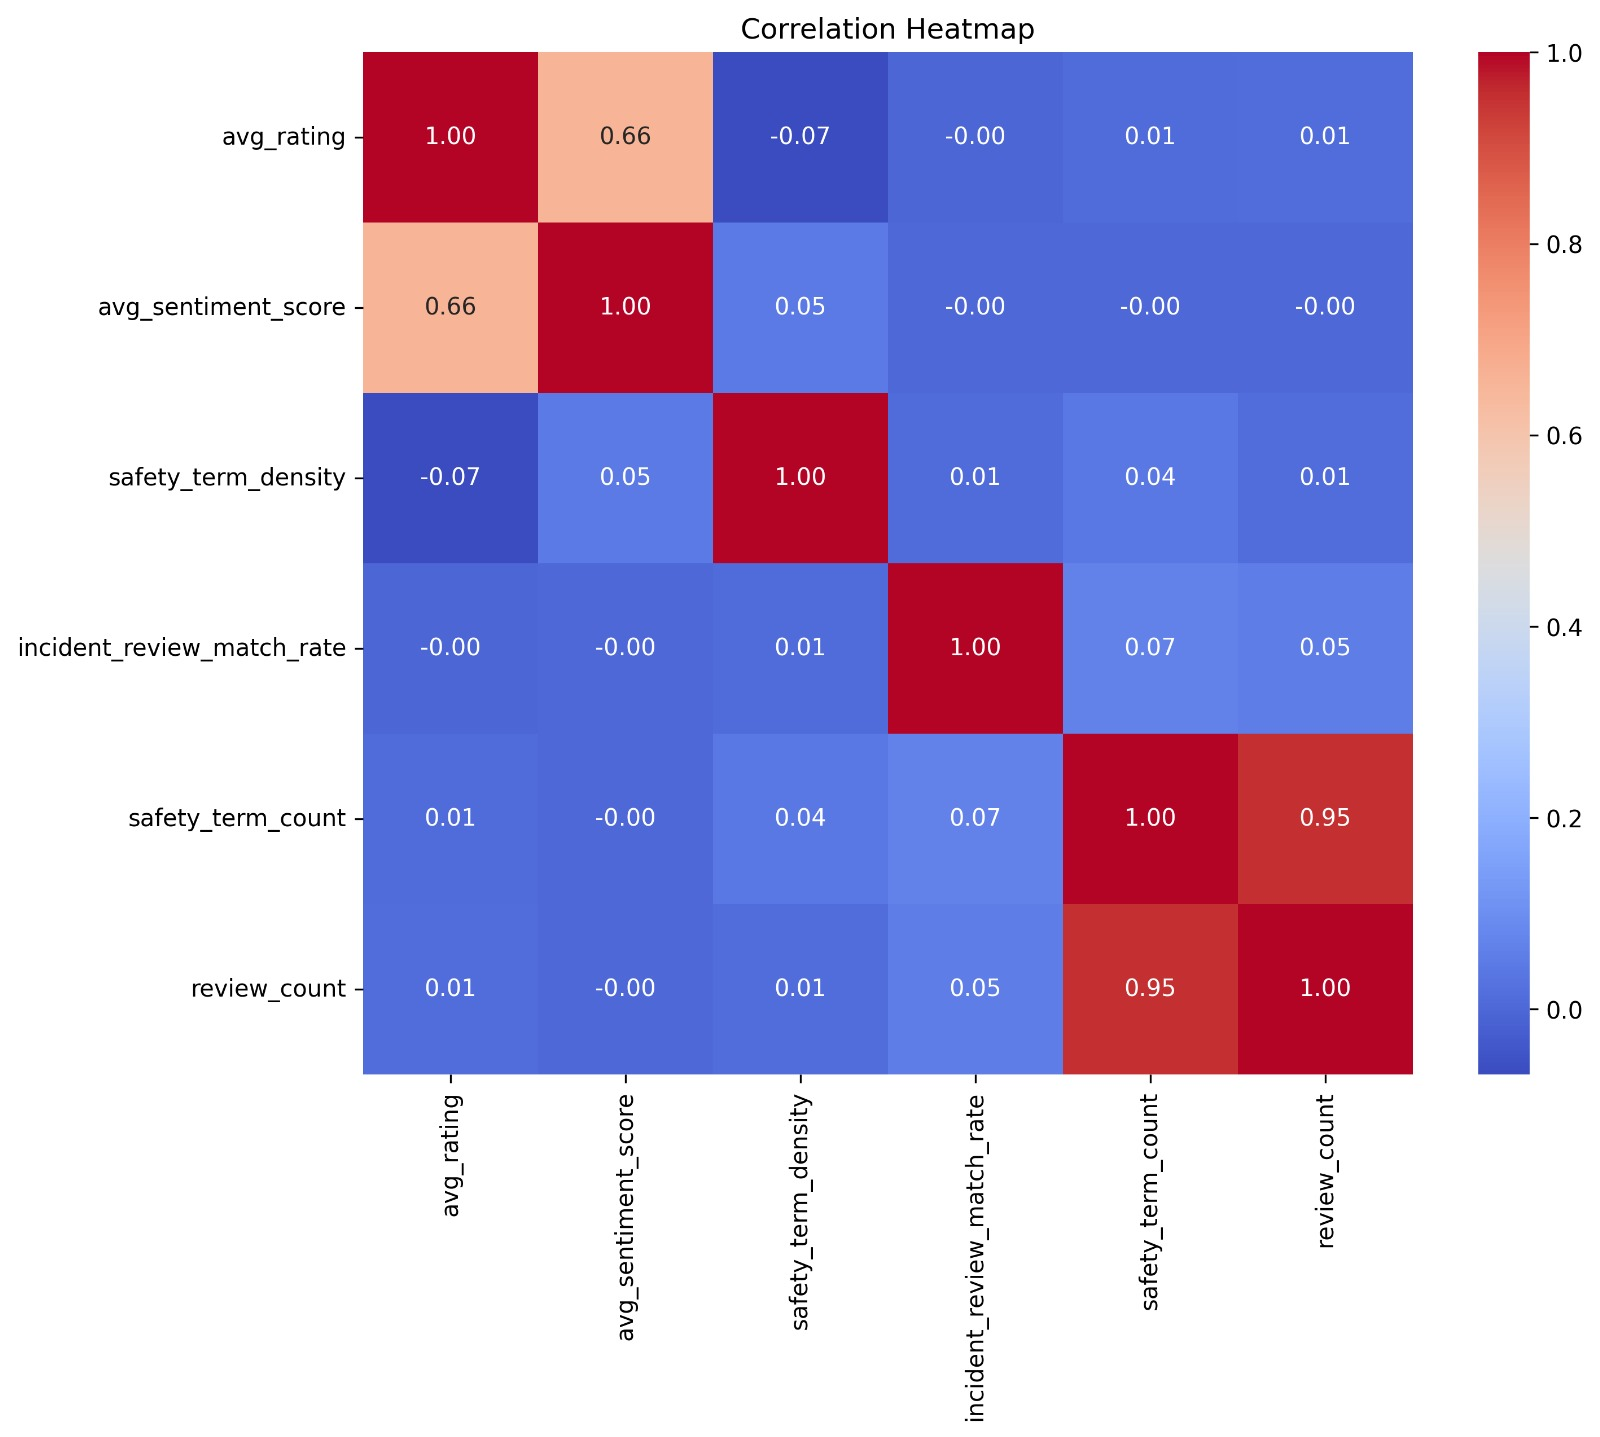 Correlation Heatmap
avg_rating 1.00 0.66 -0.07 -0.00 0.01 0.01
avg_sentiment_score 0.66 1.00 0.05 -0.00 -0.00 -0.00
safety_term_density -0.07 0.05 1.00 0.01 0.04 0.01
incident_review_match_rate -0.00 -0.00 0.01 1.00 0.07 0.05
safety_term_count 0.01 -0.00 0.04 0.07 1.00 0.95
review_count 0.01 -0.00 0.01 0.05 0.95 1.00
avg_rating
avg_sentiment_score
safety_term_density
incident_review_match_rate
safety_term_count
review_count
1.0
0.8
0.6
0.4
0.2
0.0